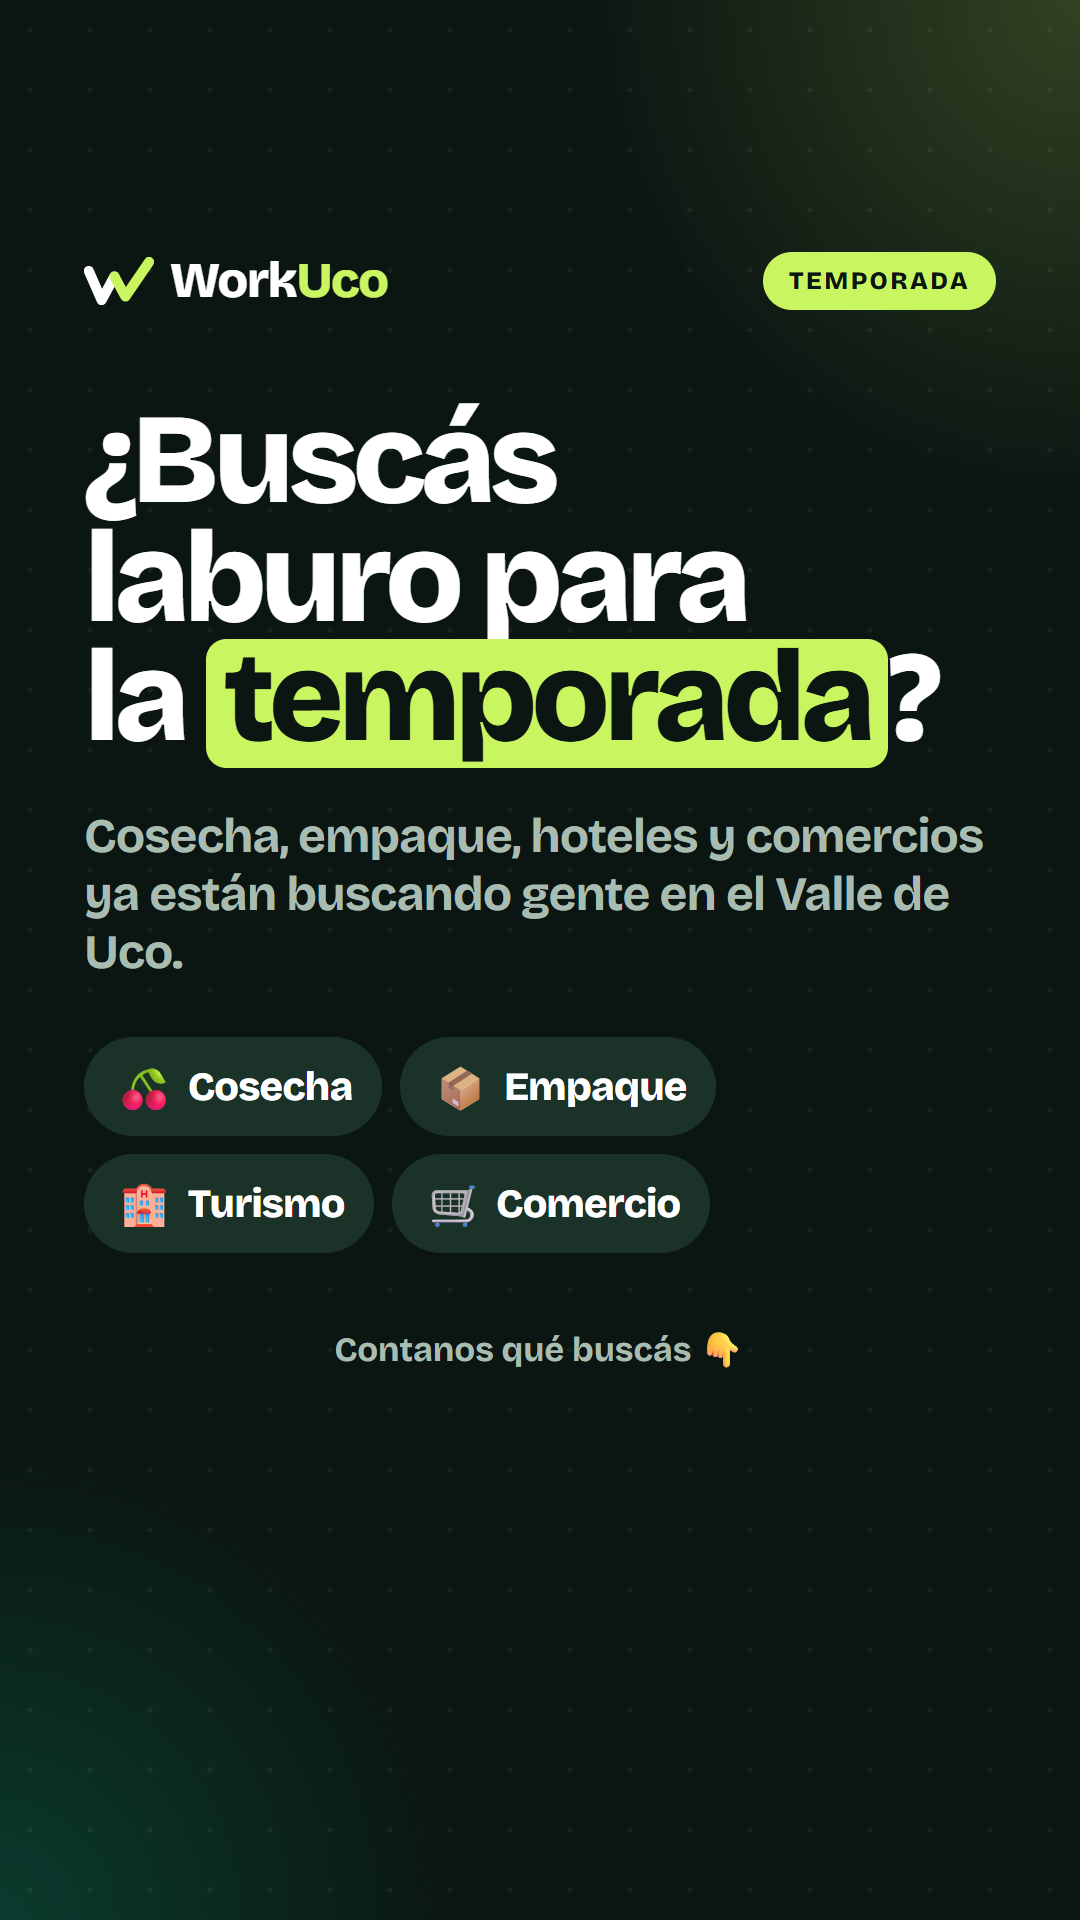 WorkUco
TEMPORADA
¿Buscás
laburo para
la temporada?
Cosecha, empaque, hoteles y comercios
ya están buscando gente en el Valle de
Uco.
🍒 Cosecha
📦 Empaque
🏨 Turismo
🛒 Comercio
Contanos qué buscás 👇